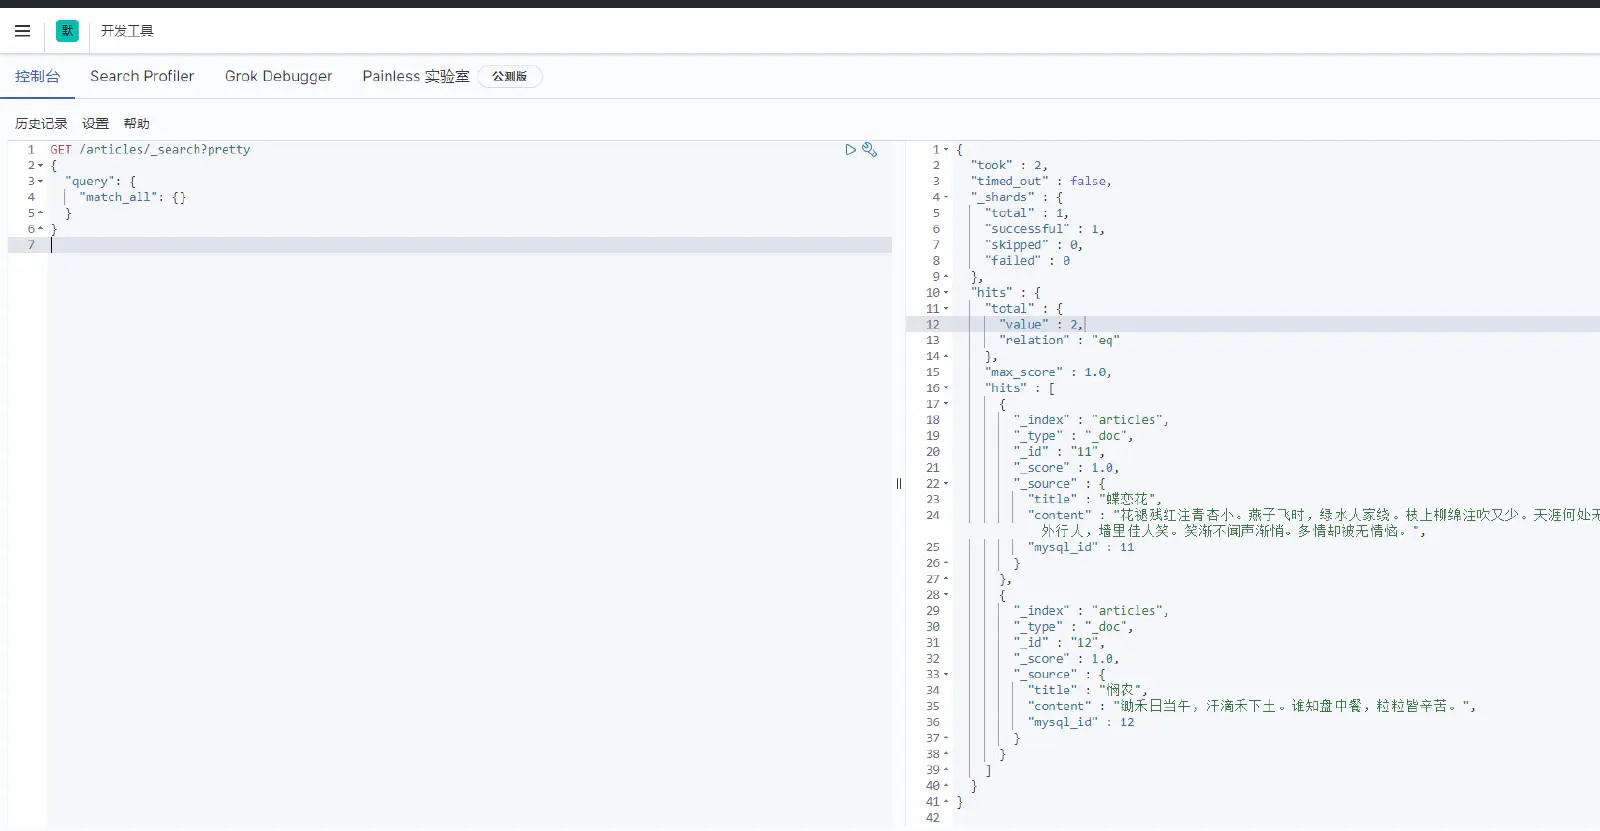 默 开发工具
控制台 Search Profiler Grok Debugger Painless 实验室 公测版
历史记录 设置 帮助
1 GET /articles/_search?pretty
2 {
3 "query": {
4 "match_all": {}
5 }
6 }
7
1 {
2 "took" : 2,
3 "timed_out" : false,
4 "_shards" : {
5 "total" : 1,
6 "successful" : 1,
7 "skipped" : 0,
8 "failed" : 0
9 },
10 "hits" : {
11 "total" : {
12 "value" : 2,
13 "relation" : "eq"
14 },
15 "max_score" : 1.0,
16 "hits" : [
17 {
18 "_index" : "articles",
19 "_type" : "_doc",
20 "_id" : "11",
21 "_score" : 1.0,
22 "_source" : {
23 "title" : "蝶恋花",
24 "content" : "花褪残红注青杏小。燕子飞时，绿水人家绕。枝上柳绵注吹又少。天涯何处无
外行人，墙里佳人笑。笑渐不闻声渐悄。多情却被无情恼。",
25 "mysql_id" : 11
26 }
27 },
28 {
29 "_index" : "articles",
30 "_type" : "_doc",
31 "_id" : "12",
32 "_score" : 1.0,
33 "_source" : {
34 "title" : "悯农",
35 "content" : "锄禾日当午，汗滴禾下土。谁知盘中餐，粒粒皆辛苦。",
36 "mysql_id" : 12
37 }
38 }
39 ]
40 }
41 }
42